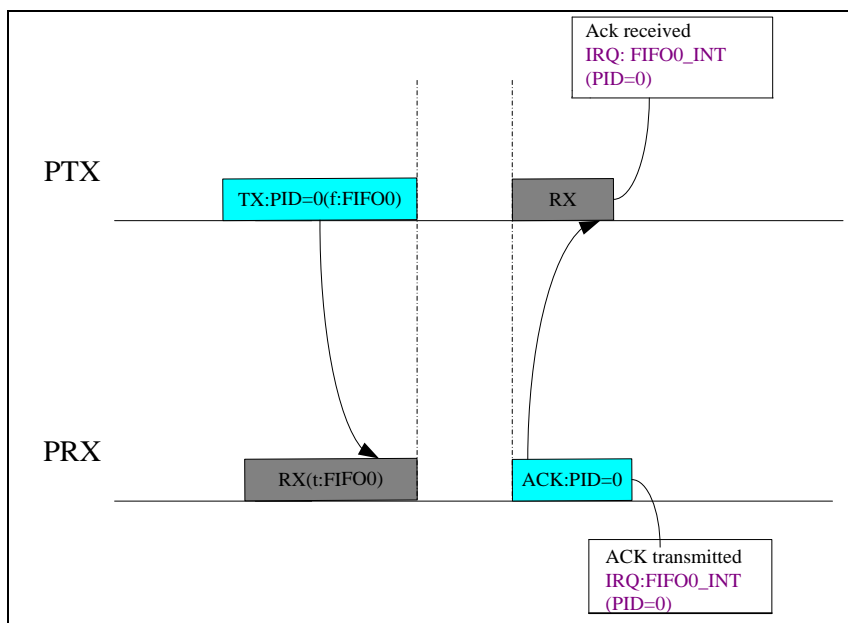 Ack received
IRQ: FIFO0_INT
(PID=0)
PTX
TX:PID=0(f:FIFO0)
RX
PRX
RX(t:FIFO0)
ACK:PID=0
ACK transmitted
IRQ:FIFO0_INT
(PID=0)